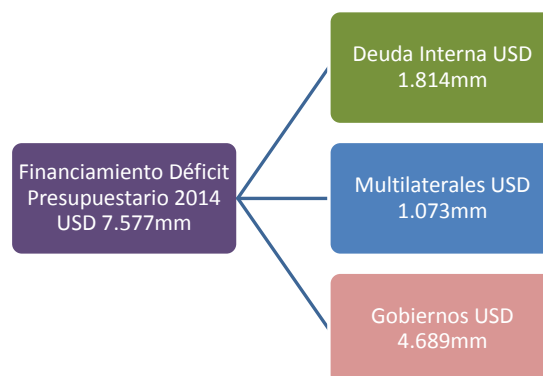 Financiamiento Déficit
Presupuestario 2014
USD 7.577mm
Deuda Interna USD
1.814mm
Multilaterales USD
1.073mm
Gobiernos USD
4.689mm